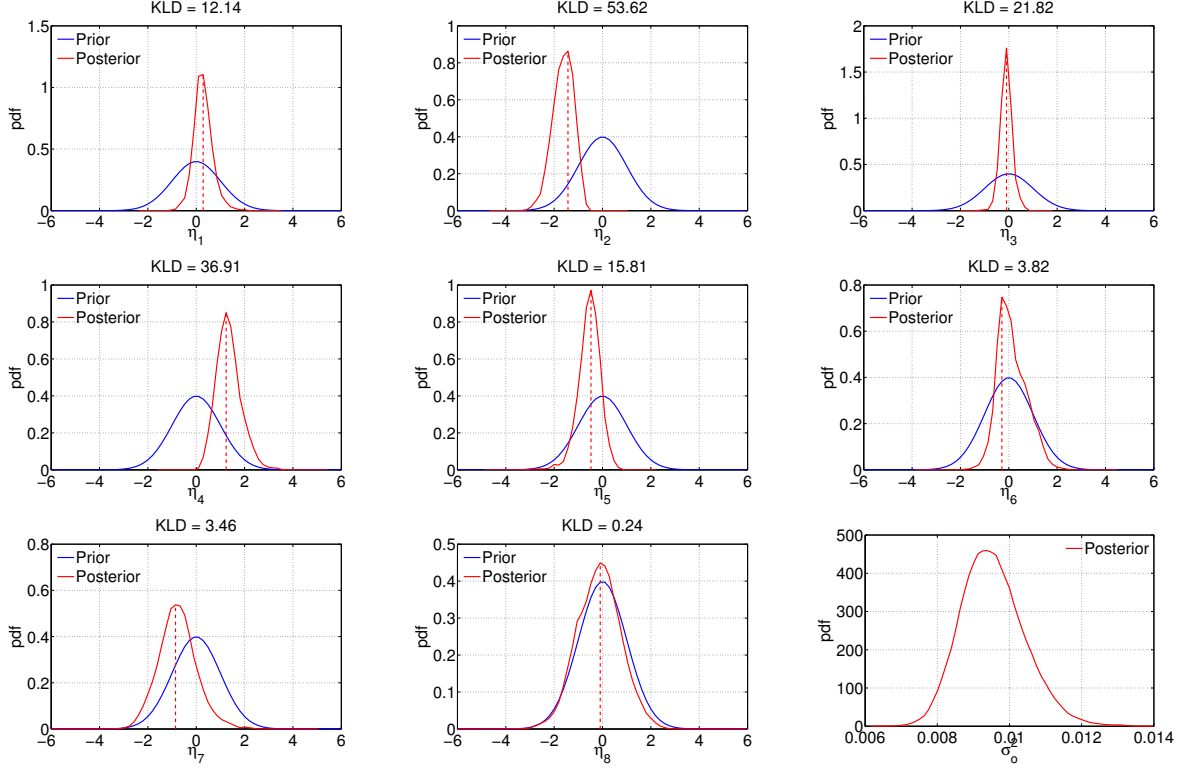 KLD = 12.14
1.5
1
0.5
0
pdf
Prior
Posterior
−6 −4 −2 0 2 4 6
η1
KLD = 53.62
1
0.8
0.6
0.4
0.2
0
pdf
Prior
Posterior
−6 −4 −2 0 2 4 6
η2
KLD = 21.82
2
1.5
1
0.5
0
pdf
Prior
Posterior
−6 −4 −2 0 2 4 6
η3
KLD = 36.91
1
0.8
0.6
0.4
0.2
0
pdf
Prior
Posterior
−6 −4 −2 0 2 4 6
η4
KLD = 15.81
1
0.8
0.6
0.4
0.2
0
pdf
Prior
Posterior
−6 −4 −2 0 2 4 6
η5
KLD = 3.82
0.8
0.6
0.4
0.2
0
pdf
Prior
Posterior
−6 −4 −2 0 2 4 6
η6
KLD = 3.46
0.8
0.6
0.4
0.2
0
pdf
Prior
Posterior
−6 −4 −2 0 2 4 6
η7
KLD = 0.24
0.5
0.4
0.3
0.2
0.1
0
pdf
Prior
Posterior
−6 −4 −2 0 2 4 6
η8
500
400
300
200
100
0
pdf
Posterior
0.006 0.008 0.01 0.012 0.014
σo²